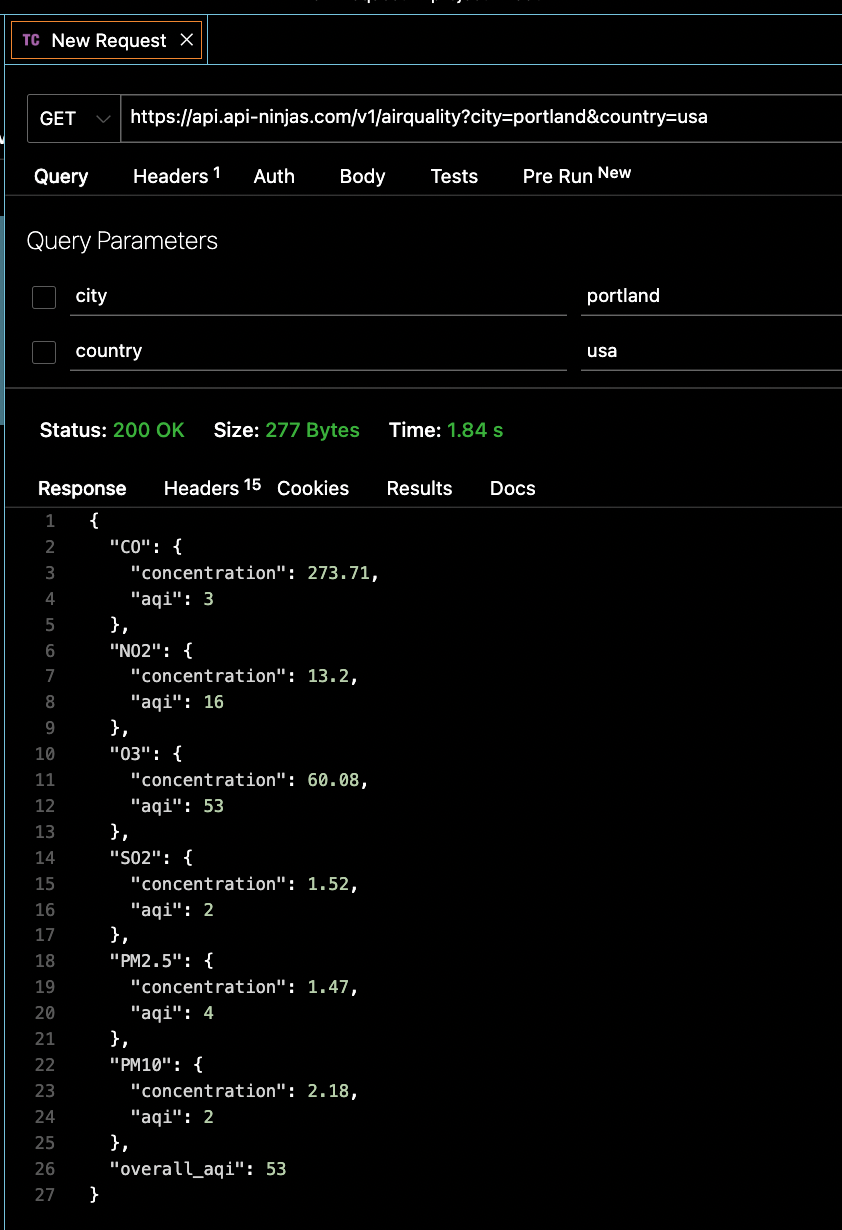 TC New Request ×
GET https://api.api-ninjas.com/v1/airquality?city=portland&country=usa
Query Headers 1 Auth Body Tests Pre Run New
Query Parameters
city portland
country usa
Status: 200 OK Size: 277 Bytes Time: 1.84 s
Response Headers 15 Cookies Results Docs
1 {
2 "CO": {
3 "concentration": 273.71,
4 "aqi": 3
5 },
6 "NO2": {
7 "concentration": 13.2,
8 "aqi": 16
9 },
10 "O3": {
11 "concentration": 60.08,
12 "aqi": 53
13 },
14 "SO2": {
15 "concentration": 1.52,
16 "aqi": 2
17 },
18 "PM2.5": {
19 "concentration": 1.47,
20 "aqi": 4
21 },
22 "PM10": {
23 "concentration": 2.18,
24 "aqi": 2
25 },
26 "overall_aqi": 53
27 }